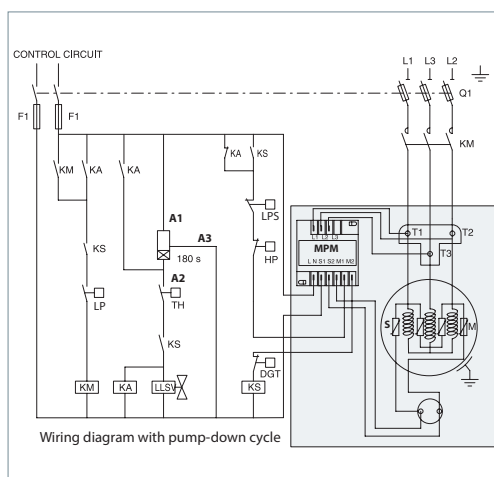 CONTROL CIRCUIT
L1 L3 L2
F1 F1
Q1
KM KA KA KA KS KM
A1
A3
180 s
LPS
L1 L2 L3
MPM
L N S1 S2 M1 M2
T1 T2
T3
HP
A2
KS
TH
LP
KS
S M
DGT
KM KA LLSV KS
Wiring diagram with pump-down cycle